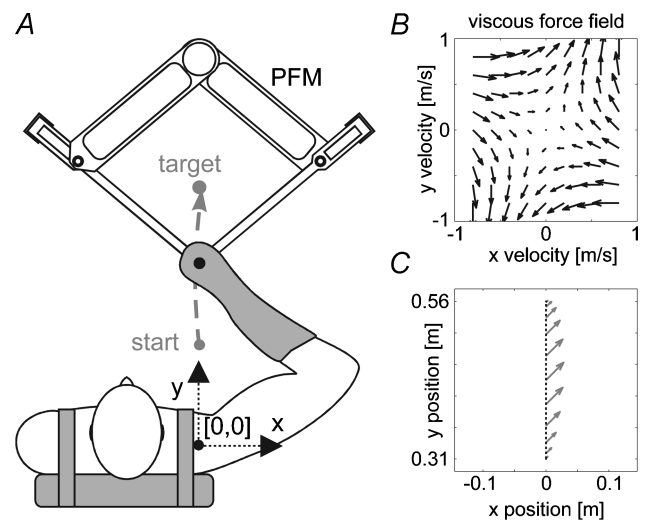 A
PFM
target
start
y
[0,0]
x
B
viscous force field
1
0
-1
y velocity [m/s]
-1
0
1
x velocity [m/s]
C
0.56
0.31
y position [m]
-0.1
0
0.1
x position [m]